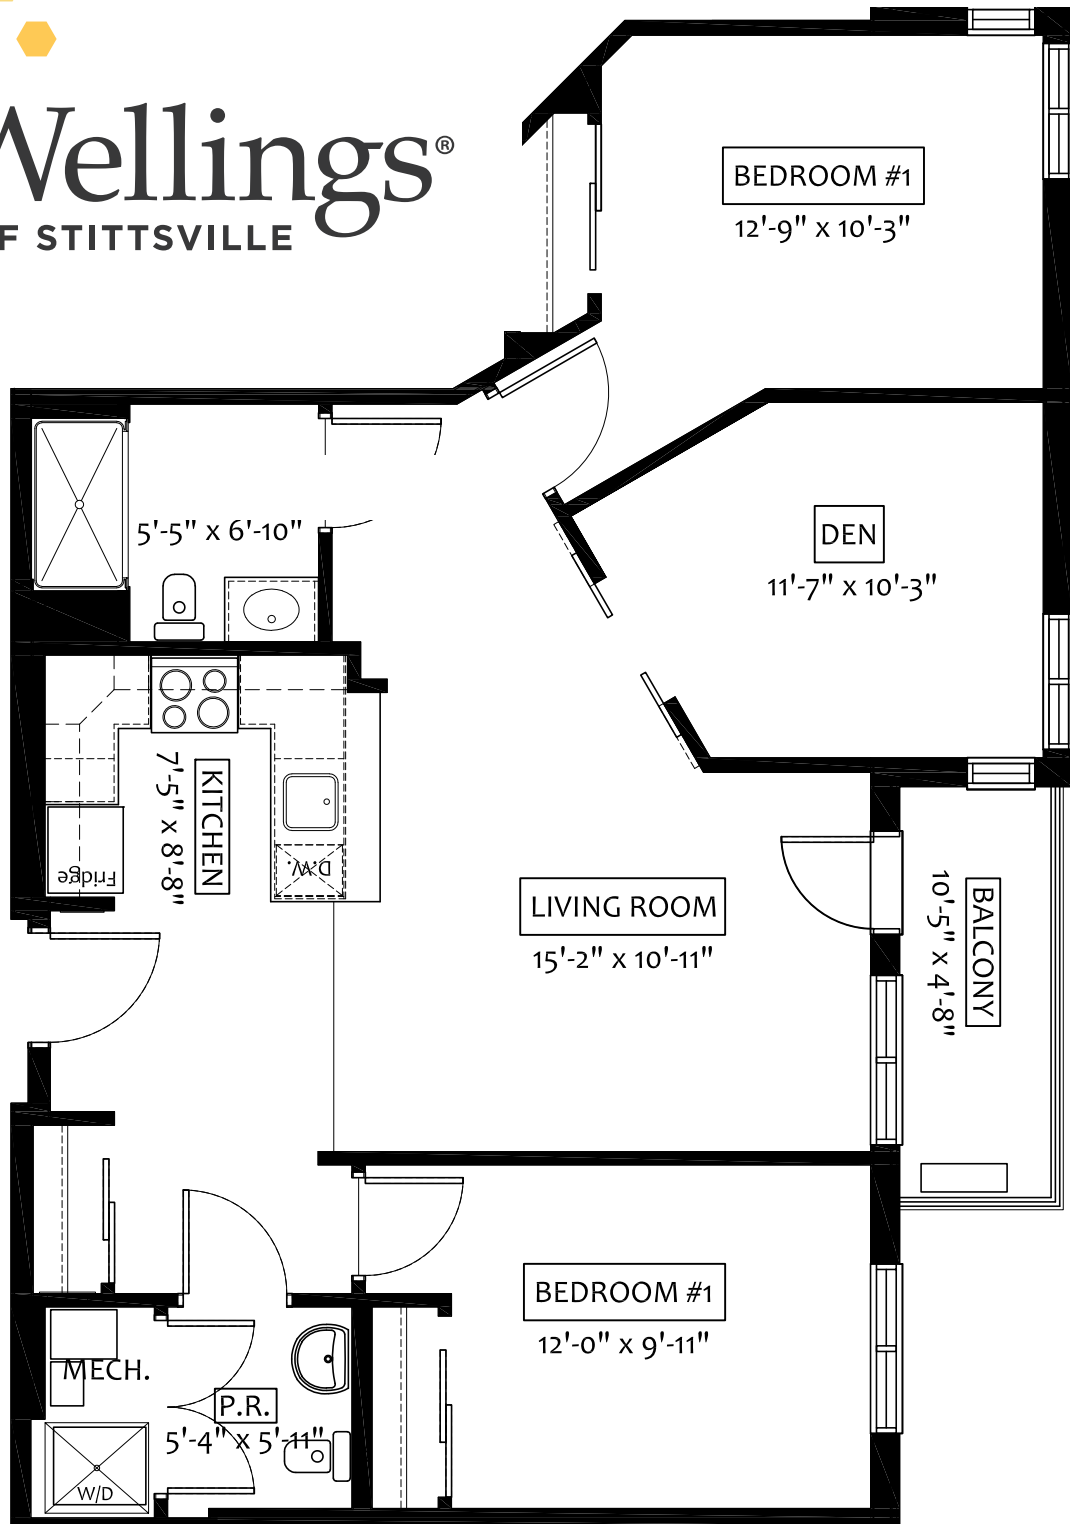 Wellings®
F STITTSVILLE
BEDROOM #1
12'-9" x 10'-3"
5'-5" x 6'-10"
DEN
11'-7" x 10'-3"
KITCHEN
7'-5" x 8'-8"
Fridge
D.W.
LIVING ROOM
15'-2" x 10'-11"
BALCONY
10'-5" x 4'-8"
BEDROOM #1
12'-0" x 9'-11"
MECH.
P.R.
5'-4" x 5'-11"
W/D